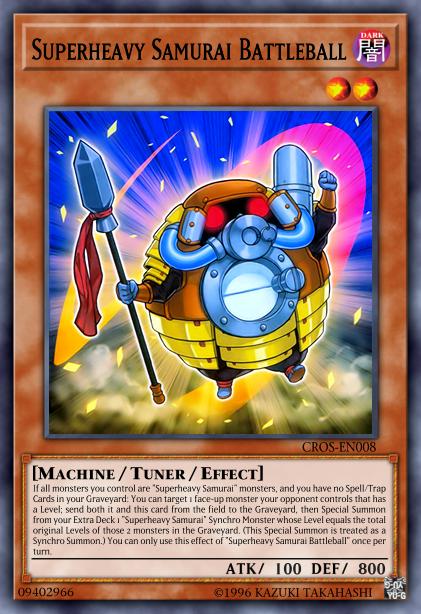 Superheavy Samurai Battleball
DARK
闇
CROS-EN008
[Machine / Tuner / Effect]
If all monsters you control are "Superheavy Samurai" monsters, and you have no Spell/Trap
Cards in your Graveyard: You can target 1 face-up monster your opponent controls that has
a Level; send both it and this card from the field to the Graveyard, then Special Summon
from your Extra Deck 1 "Superheavy Samurai" Synchro Monster whose Level equals the total
original Levels of those 2 monsters in the Graveyard. (This Special Summon is treated as a
Synchro Summon.) You can only use this effect of "Superheavy Samurai Battleball" once per
turn.
ATK/ 100 DEF/ 800
09402966
©1996 KAZUKI TAKAHASHI